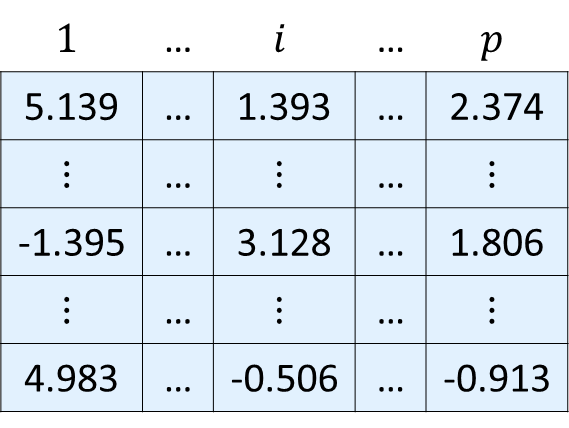 1 … i … p
5.139 … 1.393 … 2.374
⋮ … ⋮ … ⋮
-1.395 … 3.128 … 1.806
⋮ … ⋮ … ⋮
4.983 … -0.506 … -0.913